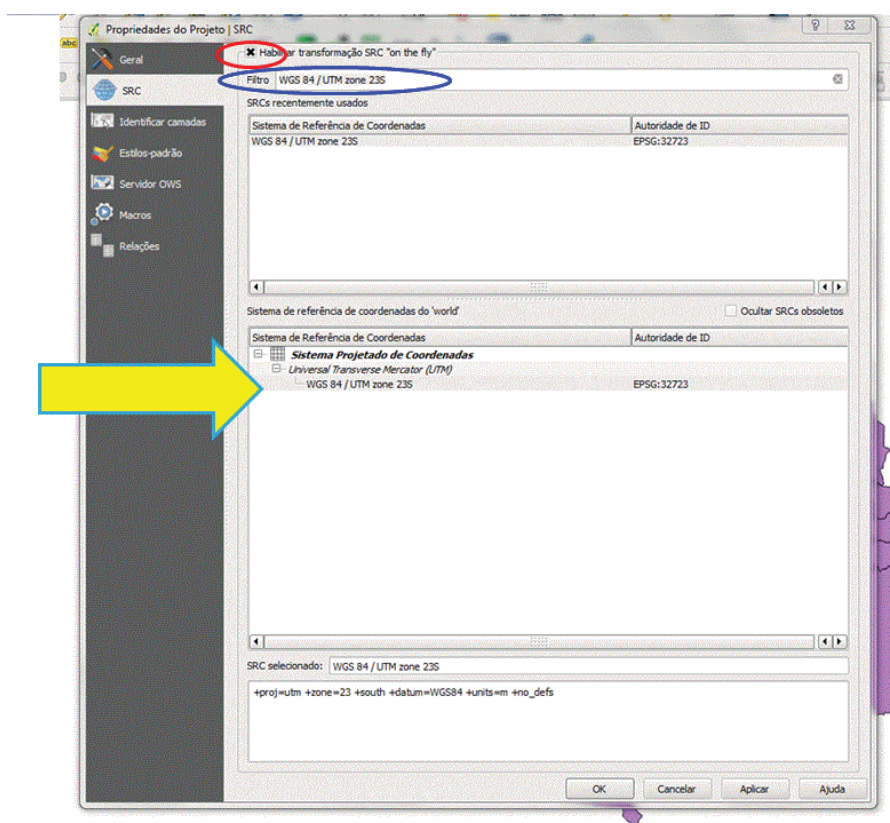 Propriedades do Projeto | SRC
abc
Geral
SRC
Identificar camadas
Estilos-padrão
Servidor OWS
Macros
Relações
Habilitar transformação SRC "on the fly"
Filtro WGS 84 / UTM zone 23S
SRCs recentemente usados
Sistema de Referência de Coordenadas Autoridade de ID
WGS 84 / UTM zone 23S EPSG:32723
Sistema de referência de coordenadas do 'world' Ocultar SRCs obsoletos
Sistema de Referência de Coordenadas Autoridade de ID
Sistema Projetado de Coordenadas
Universal Transverse Mercator (UTM)
WGS 84 / UTM zone 23S EPSG:32723
SRC selecionado: WGS 84 / UTM zone 23S
+proj=utm +zone=23 +south +datum=WGS84 +units=m +no_defs
OK Cancelar Aplicar Ajuda